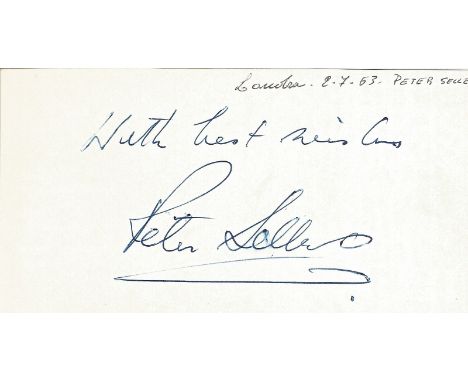 Londra - 2-7-63 - PETER SELLE
With best wishes
Peter Sellers